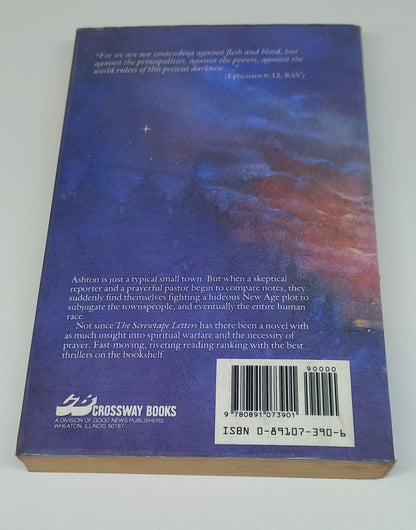 "For we are not contending against flesh and blood, but
against the principalities, against the powers, against the
world rulers of this present darkness...
(Ephesians 6:12, RSV)
Ashton is just a typical small town. But when a skeptical
reporter and a prayerful pastor begin to compare notes, they
suddenly find themselves fighting a hideous New Age plot to
subjugate the townspeople, and eventually the entire human
race.
Not since The Screwtape Letters has there been a novel with
as much insight into spiritual warfare and the necessity of
prayer. Fast-moving, riveting reading ranking with the best
thrillers on the bookshelf.
90000
9 780891 073901
ISBN 0-89107-390-6
CROSSWAY BOOKS
A DIVISION OF GOOD NEWS PUBLISHERS
WHEATON, ILLINOIS 60187